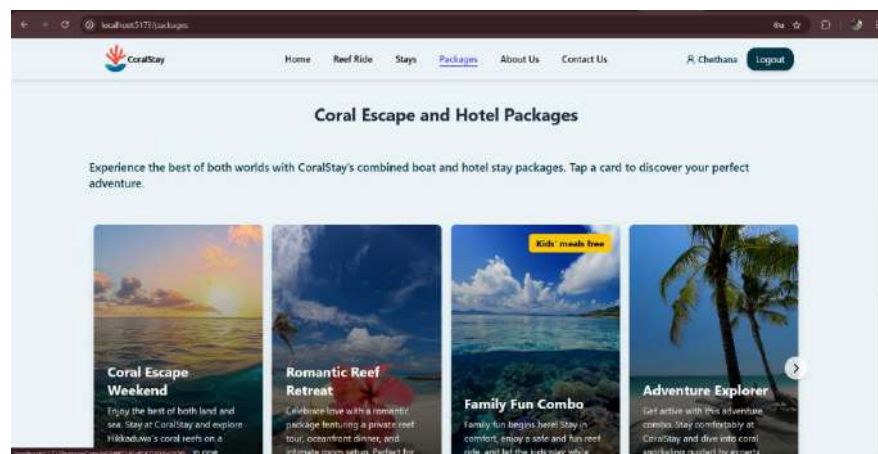 localhost:5173/packages
CoralStay
Home Reef Ride Stays Packages About Us Contact Us
Chethana Logout
Coral Escape and Hotel Packages
Experience the best of both worlds with CoralStay's combined boat and hotel stay packages. Tap a card to discover your perfect
adventure.
Coral Escape
Weekend
Enjoy the best of both land and
sea. Stay at CoralStay and explore
Hikkaduwa's coral reefs on a
in one
Romantic Reef
Retreat
Celebrate love with a romantic
package featuring a private reef
tour, oceanfront dinner, and
intimate room setup. Perfect for
Kids' meals free
Family Fun Combo
Family fun begins here! Stay in
comfort, enjoy a safe and fun reef
ride, and let the kids play while
Adventure Explorer
Get active with this adventure
combo. Stay comfortably at
CoralStay and dive into coral
snorkeling guided by experts